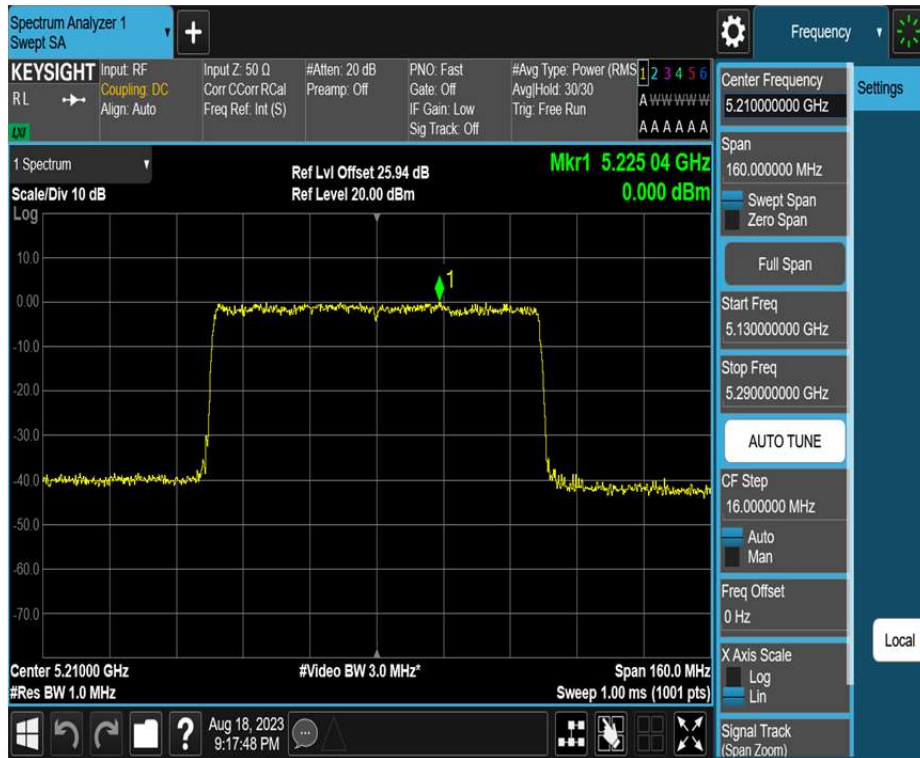 Spectrum Analyzer 1
Swept SA
+
Frequency
KEYSIGHT
R L
LXI
Input: RF
Coupling: DC
Align: Auto
Input Z: 50 Ω
Corr CCorr RCal
Freq Ref: Int (S)
#Atten: 20 dB
Preamp: Off
PNO: Fast
Gate: Off
IF Gain: Low
Sig Track: Off
#Avg Type: Power (RMS
Avg|Hold: 30/30
Trig: Free Run
1 2 3 4 5 6
A W W W W W
A A A A A A
1 Spectrum
Scale/Div 10 dB
Log
Ref Lvl Offset 25.94 dB
Ref Level 20.00 dBm
Mkr1 5.225 04 GHz
0.000 dBm
10.0
0.00
-10.0
-20.0
-30.0
-40.0
-50.0
-60.0
-70.0
1
Center 5.21000 GHz
#Res BW 1.0 MHz
#Video BW 3.0 MHz*
Span 160.0 MHz
Sweep 1.00 ms (1001 pts)
Center Frequency
5.210000000 GHz
Settings
Span
160.000000 MHz
Swept Span
Zero Span
Full Span
Start Freq
5.130000000 GHz
Stop Freq
5.290000000 GHz
AUTO TUNE
CF Step
16.000000 MHz
Auto
Man
Freq Offset
0 Hz
X Axis Scale
Log
Lin
Local
Signal Track
(Span Zoom)
?
Aug 18, 2023
9:17:48 PM